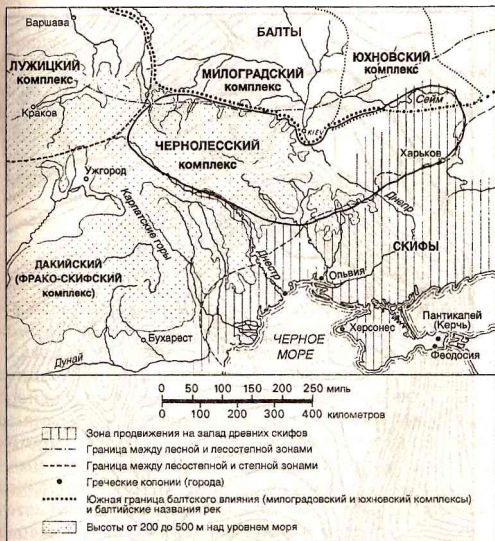 Варшава
БАЛТЫ
ЛУЖИЦКИЙ
комплекс
МИЛОГРАДСКИЙ
комплекс
ЮХНОВСКИЙ
комплекс
Краков
KIEV
Сейм
ЧЕРНОЛЕССКИЙ
комплекс
Харьков
Ужгород
Карпатские горы
Днепр
Днестр
СКИФЫ
ДАКИЙСКИЙ
(ФРАКО-СКИФСКИЙ
комплекс)
Ольвия
Бухарест
Дунай
ЧЕРНОЕ
МОРЕ
Херсонес
Пантикапей
(Керчь)
Феодосия
0 50 100 150 200 250 миль
0 100 200 300 400 километров
Зона продвижения на запад древних скифов
Граница между лесной и лесостепной зонами
Граница между лесостепной и степной зонами
Греческие колонии (города)
Южная граница балтского влияния (милоградовский и юхновский комплексы)
и балтийские названия рек
Высоты от 200 до 500 м над уровнем моря